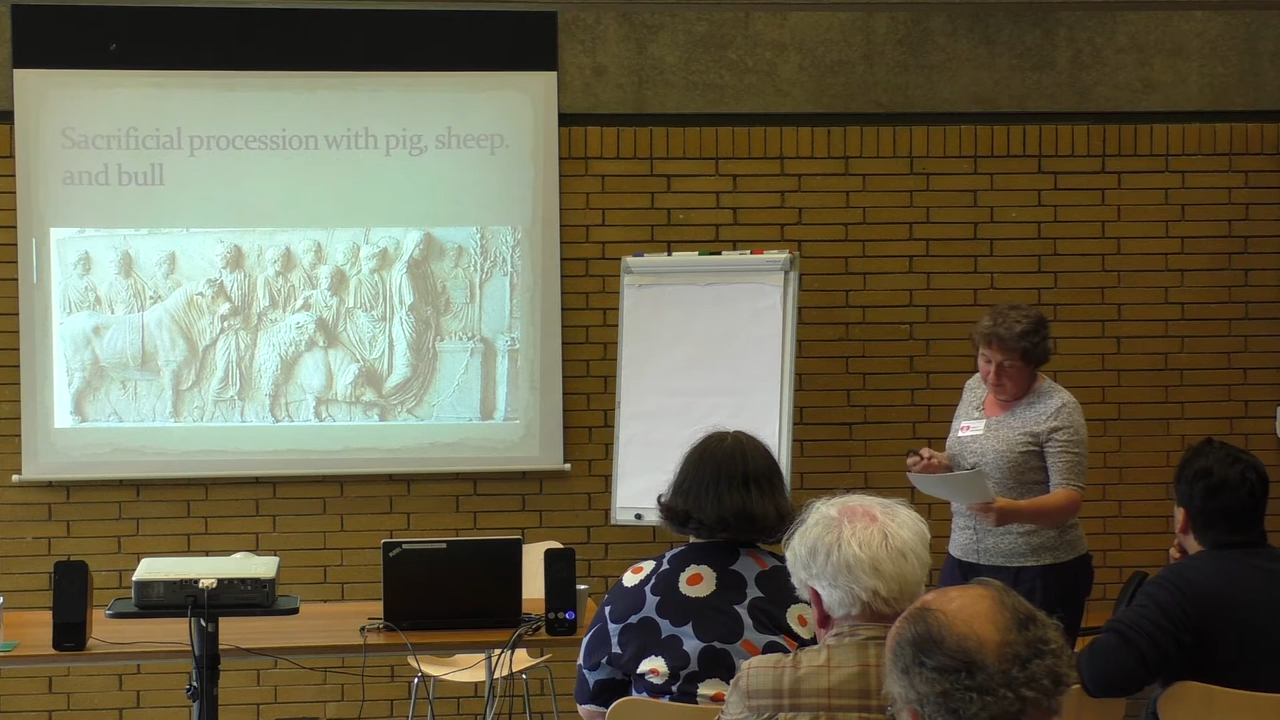 Sacrificial procession with pig, sheep.
and bull